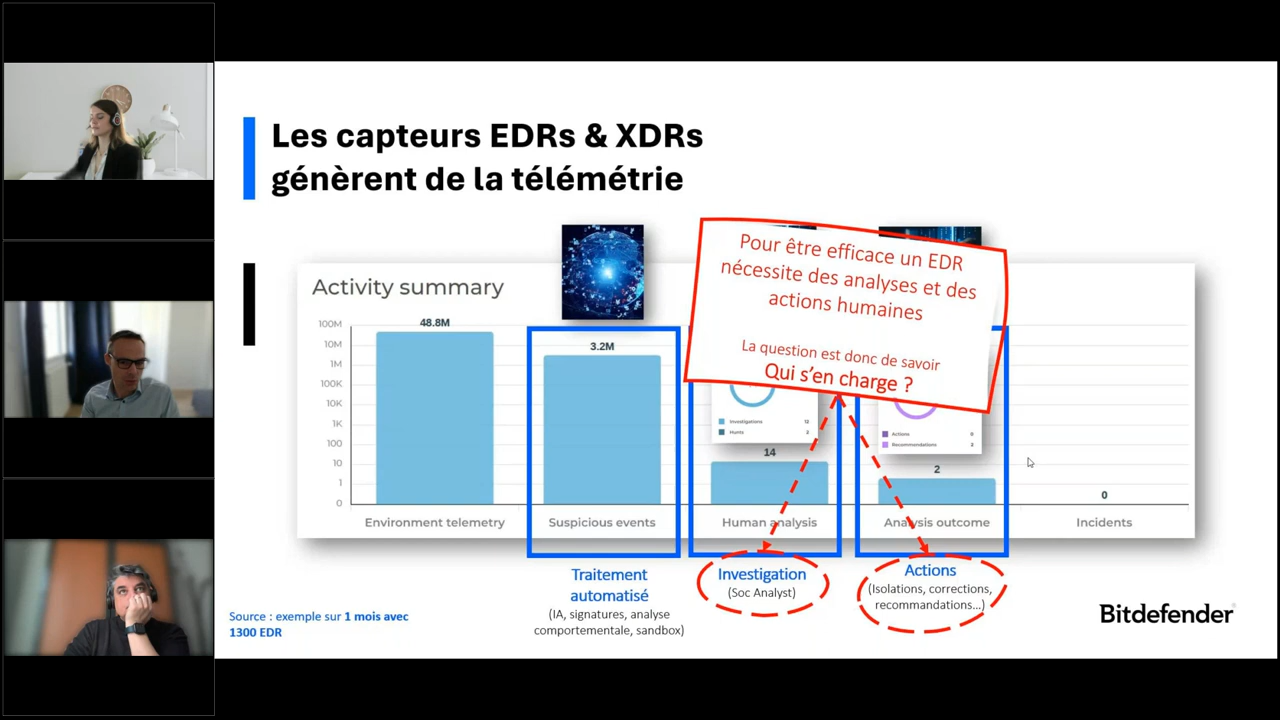 Les capteurs EDRs & XDRs
génèrent de la télémétrie
Activity summary
Pour être efficace un EDR
nécessite des analyses et des
actions humaines
La question est donc de savoir
Qui s'en charge ?
100M
10M
1M
100K
10K
1K
100
10
1
0
48.8M
3.2M
14
2
0
Investigations 12
Hunts 2
Actions 0
Recommendations 2
Environment telemetry
Suspicious events
Human analysis
Analysis outcome
Incidents
Traitement
automatisé
(IA, signatures, analyse
comportementale, sandbox)
Investigation
(Soc Analyst)
Actions
(Isolations, corrections,
recommandations...)
Source : exemple sur 1 mois avec
1300 EDR
Bitdefender